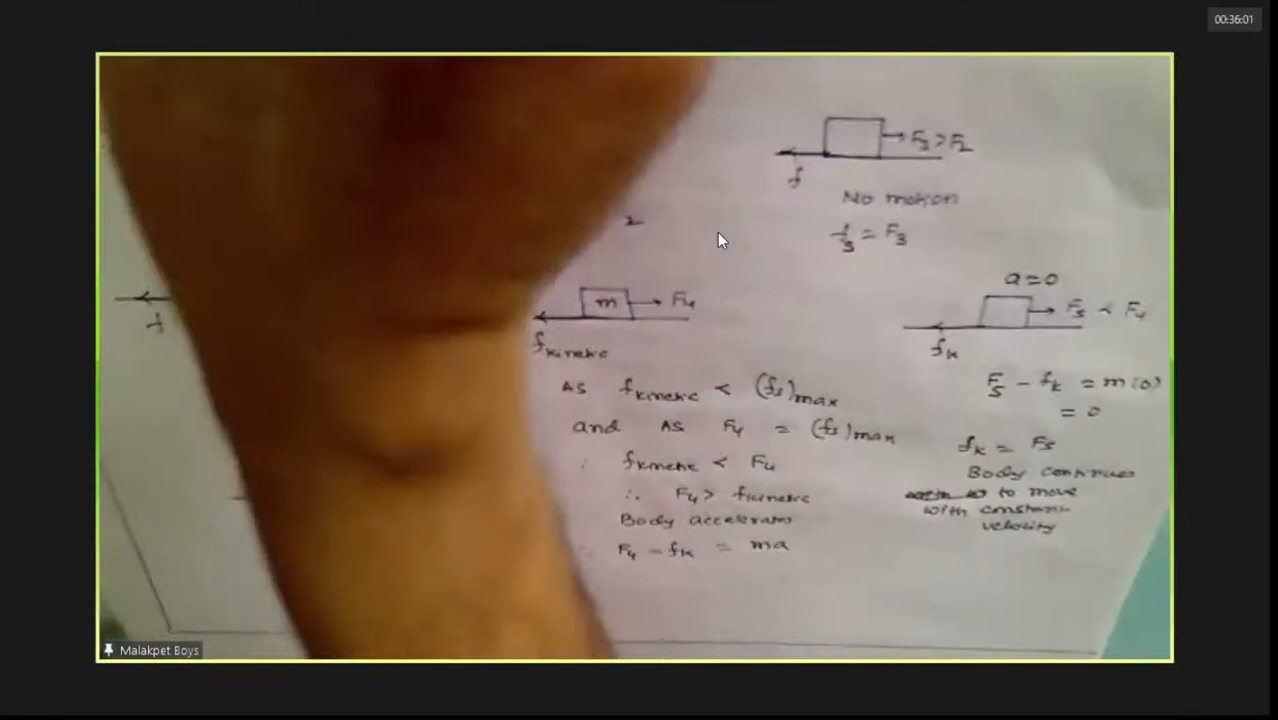 00:36:01
F3 > F2
f
No motion
fs = F3
2
a=0
m
F4
F5 < F4
f
fkinetic
fk
As fkinetic < (fs)max
and As F4 = (fs)max
∴ fkinetic < F4
∴ F4 > fkinetic
Body accelerates
∴ F4 - fk = ma
F5 - fk = m(0)
= 0
fk = F5
Body continues
to move
with constant
velocity
Malakpet Boys